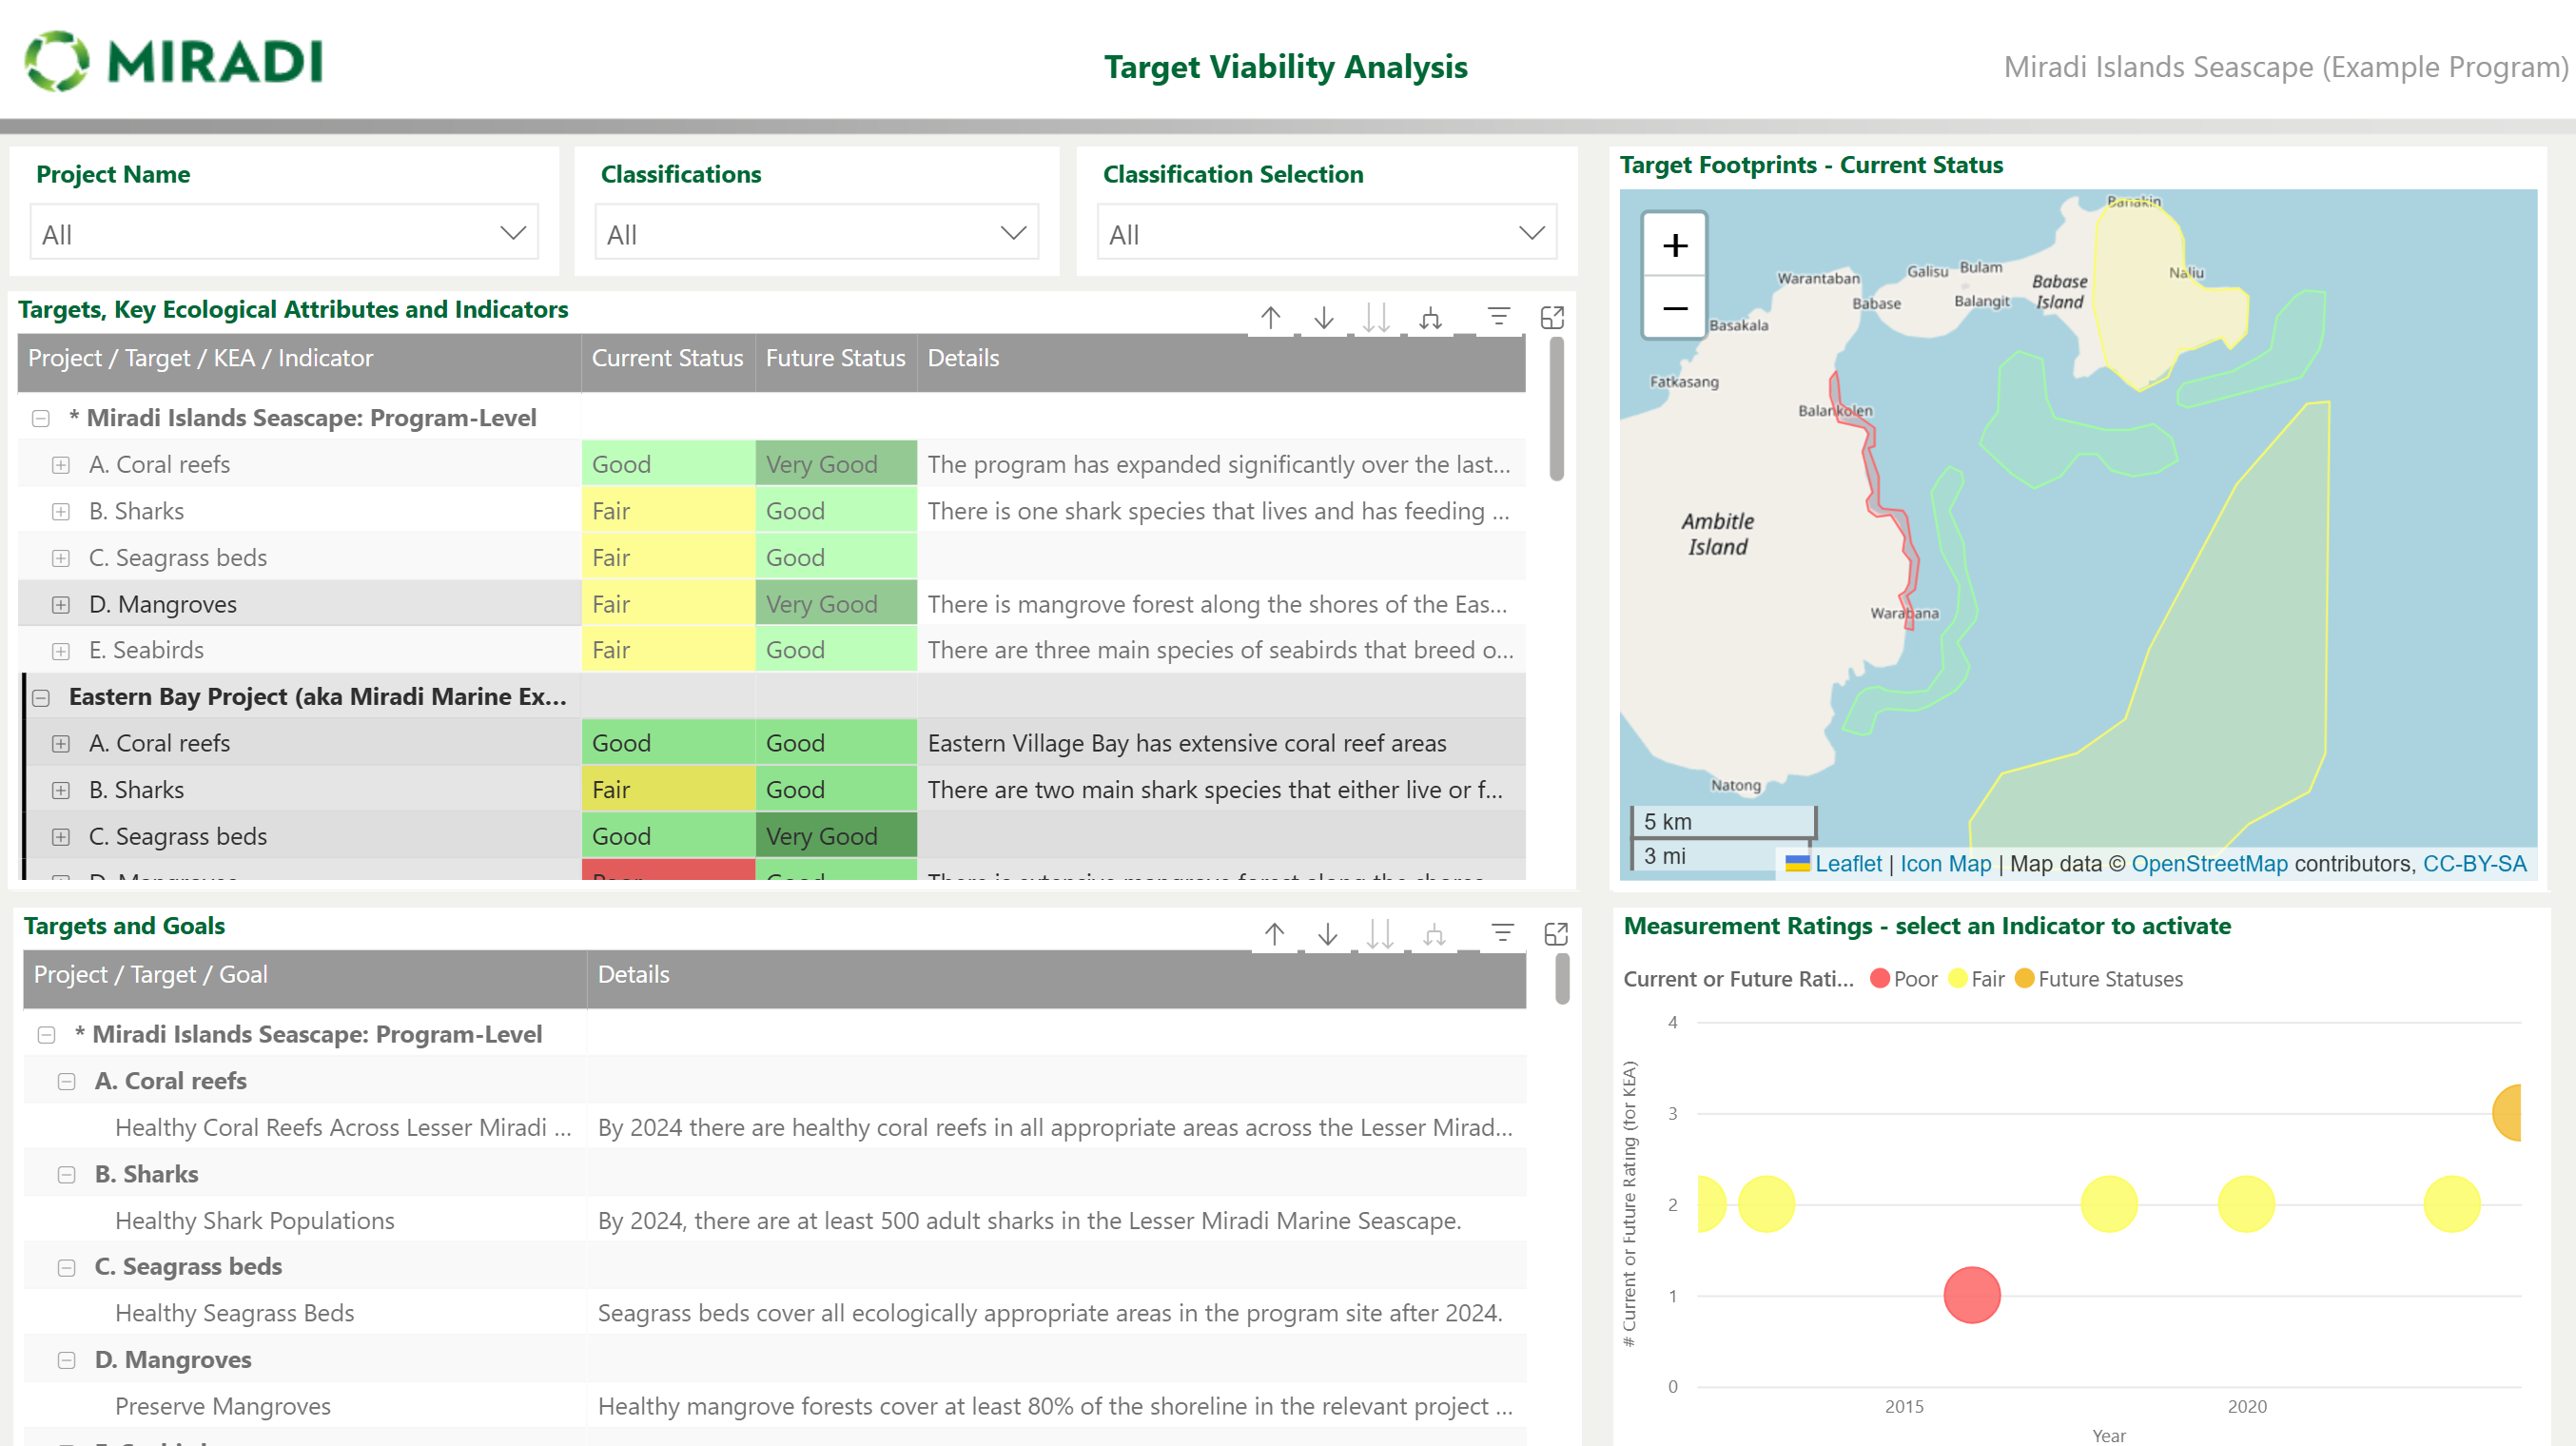 MIRADI
Target Viability Analysis
Miradi Islands Seascape (Example Program)
Project Name
All
Classifications
All
Classification Selection
All
Targets, Key Ecological Attributes and Indicators
Project / Target / KEA / Indicator Current Status Future Status Details
* Miradi Islands Seascape: Program-Level
A. Coral reefs Good Very Good The program has expanded significantly over the last...
B. Sharks Fair Good There is one shark species that lives and has feeding ...
C. Seagrass beds Fair Good
D. Mangroves Fair Very Good There is mangrove forest along the shores of the Eas...
E. Seabirds Fair Good There are three main species of seabirds that breed o...
Eastern Bay Project (aka Miradi Marine Ex...
A. Coral reefs Good Good Eastern Village Bay has extensive coral reef areas
B. Sharks Fair Good There are two main shark species that either live or f...
C. Seagrass beds Good Very Good
D. Mangroves Poor Good There is extensive mangrove forest along the shores
Target Footprints - Current Status
+
−
Banakin
Warantaban
Galisu
Bulam
Naliu
Babase
Island
Babase
Balangit
Basakala
Fatkasang
Balankolen
Ambitle
Island
Warabana
Natong
5 km
3 mi
Leaflet | Icon Map | Map data © OpenStreetMap contributors, CC-BY-SA
Targets and Goals
Project / Target / Goal Details
* Miradi Islands Seascape: Program-Level
A. Coral reefs
Healthy Coral Reefs Across Lesser Miradi ... By 2024 there are healthy coral reefs in all appropriate areas across the Lesser Mirad...
B. Sharks
Healthy Shark Populations By 2024, there are at least 500 adult sharks in the Lesser Miradi Marine Seascape.
C. Seagrass beds
Healthy Seagrass Beds Seagrass beds cover all ecologically appropriate areas in the program site after 2024.
D. Mangroves
Preserve Mangroves Healthy mangrove forests cover at least 80% of the shoreline in the relevant project ...
Measurement Ratings - select an Indicator to activate
Current or Future Rati... Poor Fair Future Statuses
# Current or Future Rating (for KEA)
4
3
2
1
0
2015 2020
Year